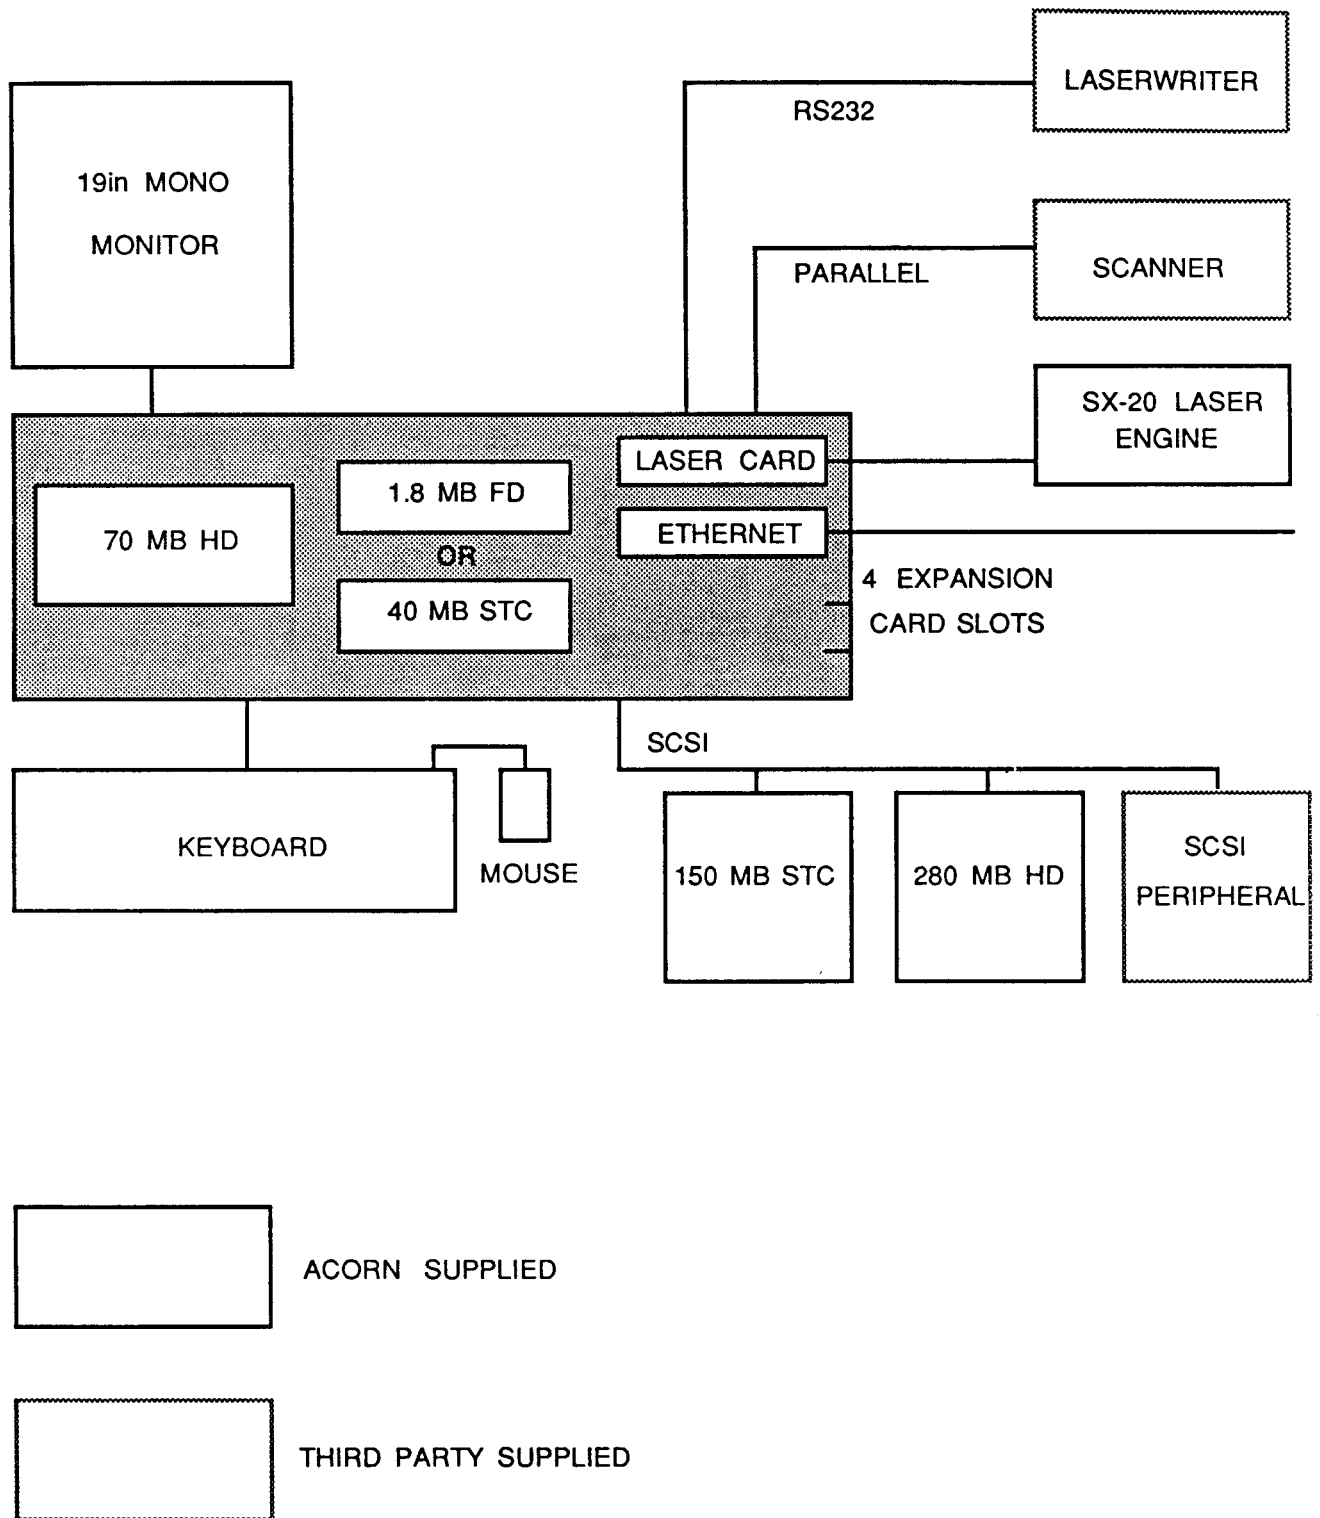 LASERWRITER
RS232
19in MONO
MONITOR
SCANNER
PARALLEL
SX-20 LASER
ENGINE
LASER CARD
1.8 MB FD
70 MB HD
ETHERNET
OR
40 MB STC
4 EXPANSION
CARD SLOTS
SCSI
KEYBOARD
MOUSE
150 MB STC
280 MB HD
SCSI
PERIPHERAL
ACORN SUPPLIED
THIRD PARTY SUPPLIED